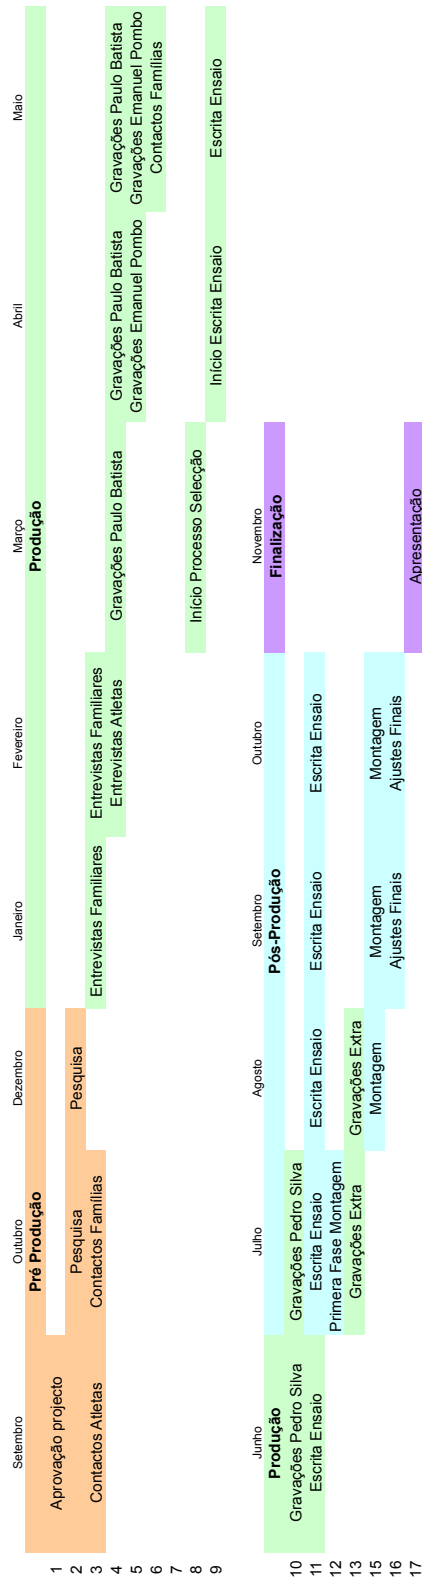 Setembro Outubro Dezembro Janeiro Fevereiro Março Abril Maio
Pré Produção Produção
1 Aprovação projecto
2 Pesquisa Pesquisa
3 Contactos Atletas Contactos Famílias Entrevistas Familiares Entrevistas Familiares
4 Entrevistas Atletas Gravações Paulo Batista Gravações Paulo Batista Gravações Paulo Batista
5 Gravações Emanuel Pombo Gravações Emanuel Pombo
6 Contactos Famílias
7
8 Início Processo Selecção
9 Início Escrita Ensaio Escrita Ensaio
Junho Julho Agosto Setembro Outubro Novembro
Produção Pós-Produção Finalização
10 Gravações Pedro Silva Gravações Pedro Silva
11 Escrita Ensaio Escrita Ensaio Escrita Ensaio Escrita Ensaio Escrita Ensaio
12 Primera Fase Montagem
13 Gravações Extra Gravações Extra
15 Montagem Montagem Montagem
16 Ajustes Finais Ajustes Finais
17 Apresentação